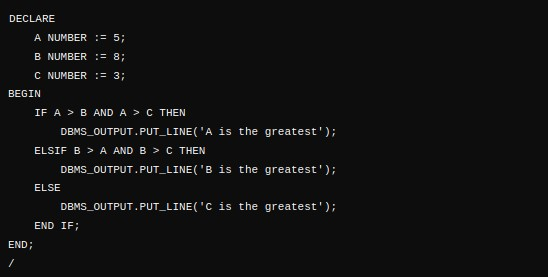 DECLARE
    A NUMBER := 5;
    B NUMBER := 8;
    C NUMBER := 3;
BEGIN
    IF A > B AND A > C THEN
        DBMS_OUTPUT.PUT_LINE('A is the greatest');
    ELSIF B > A AND B > C THEN
        DBMS_OUTPUT.PUT_LINE('B is the greatest');
    ELSE
        DBMS_OUTPUT.PUT_LINE('C is the greatest');
    END IF;
END;
/